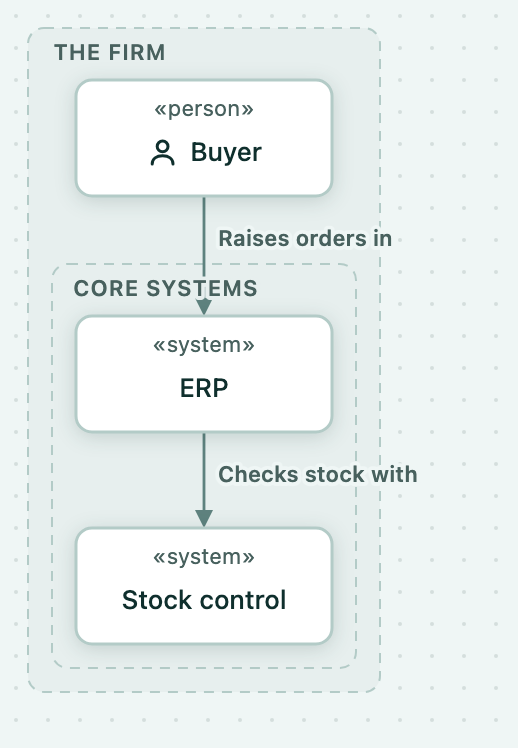 THE FIRM
«person»
Buyer
Raises orders in
CORE SYSTEMS
«system»
ERP
Checks stock with
«system»
Stock control